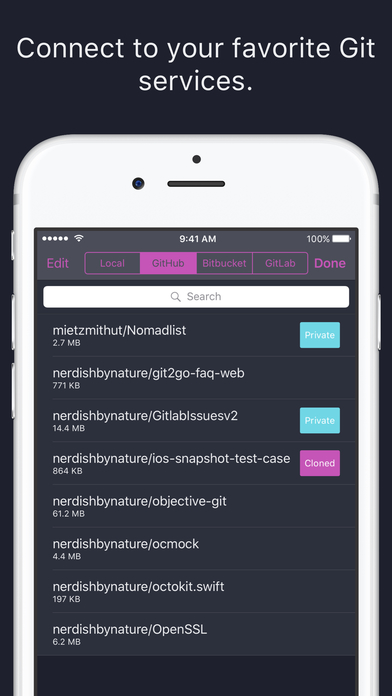 Connect to your favorite Git
services.
9:41 AM
100%
Edit
Local
GitHub
Bitbucket
GitLab
Done
Search
mietzmithut/Nomadlist
Private
2.7 MB
nerdishbynature/git2go-faq-web
771 KB
nerdishbynature/GitlabIssuesv2
Private
14.4 MB
nerdishbynature/ios-snapshot-test-case
Cloned
864 KB
nerdishbynature/objective-git
61.2 MB
nerdishbynature/ocmock
4.4 MB
nerdishbynature/octokit.swift
197 KB
nerdishbynature/OpenSSL
6.2 MB